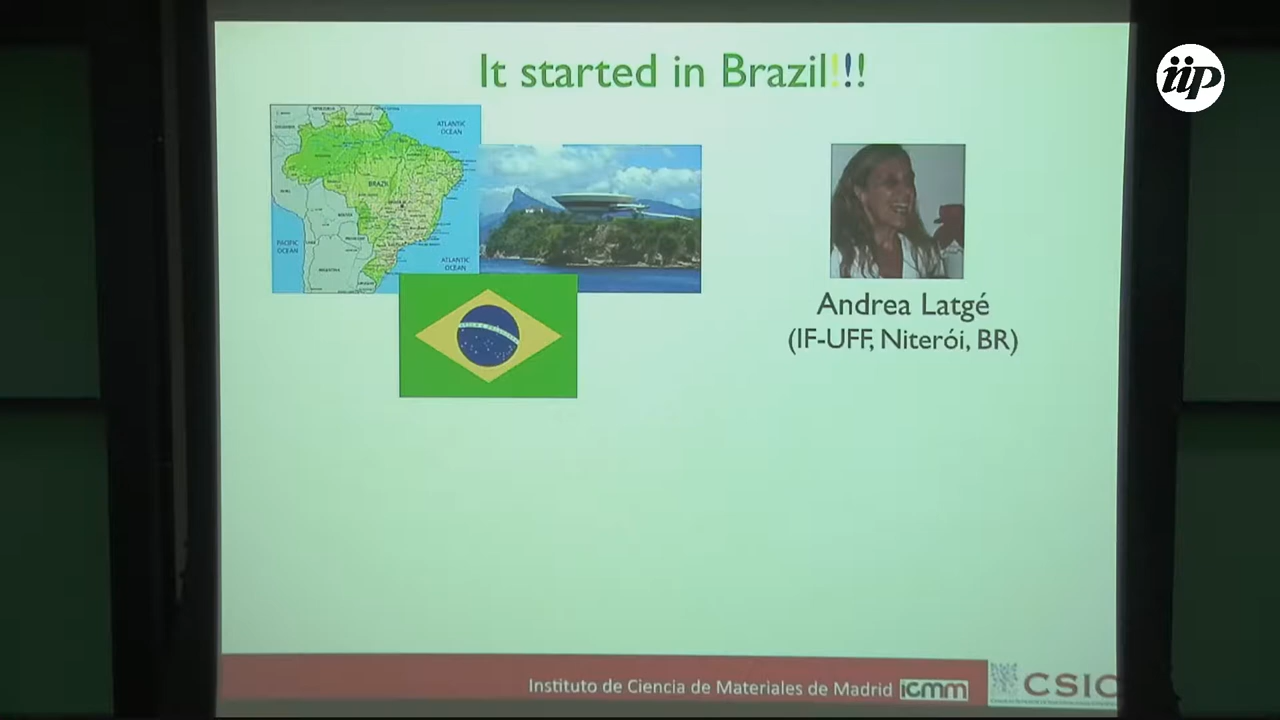 It started in Brazil!!!
iip
ATLANTIC
OCEAN
BRAZIL
PACIFIC
OCEAN
ATLANTIC
OCEAN
Andrea Latgé
(IF-UFF, Niterói, BR)
Instituto de Ciencia de Materiales de Madrid
icmm
CSIC